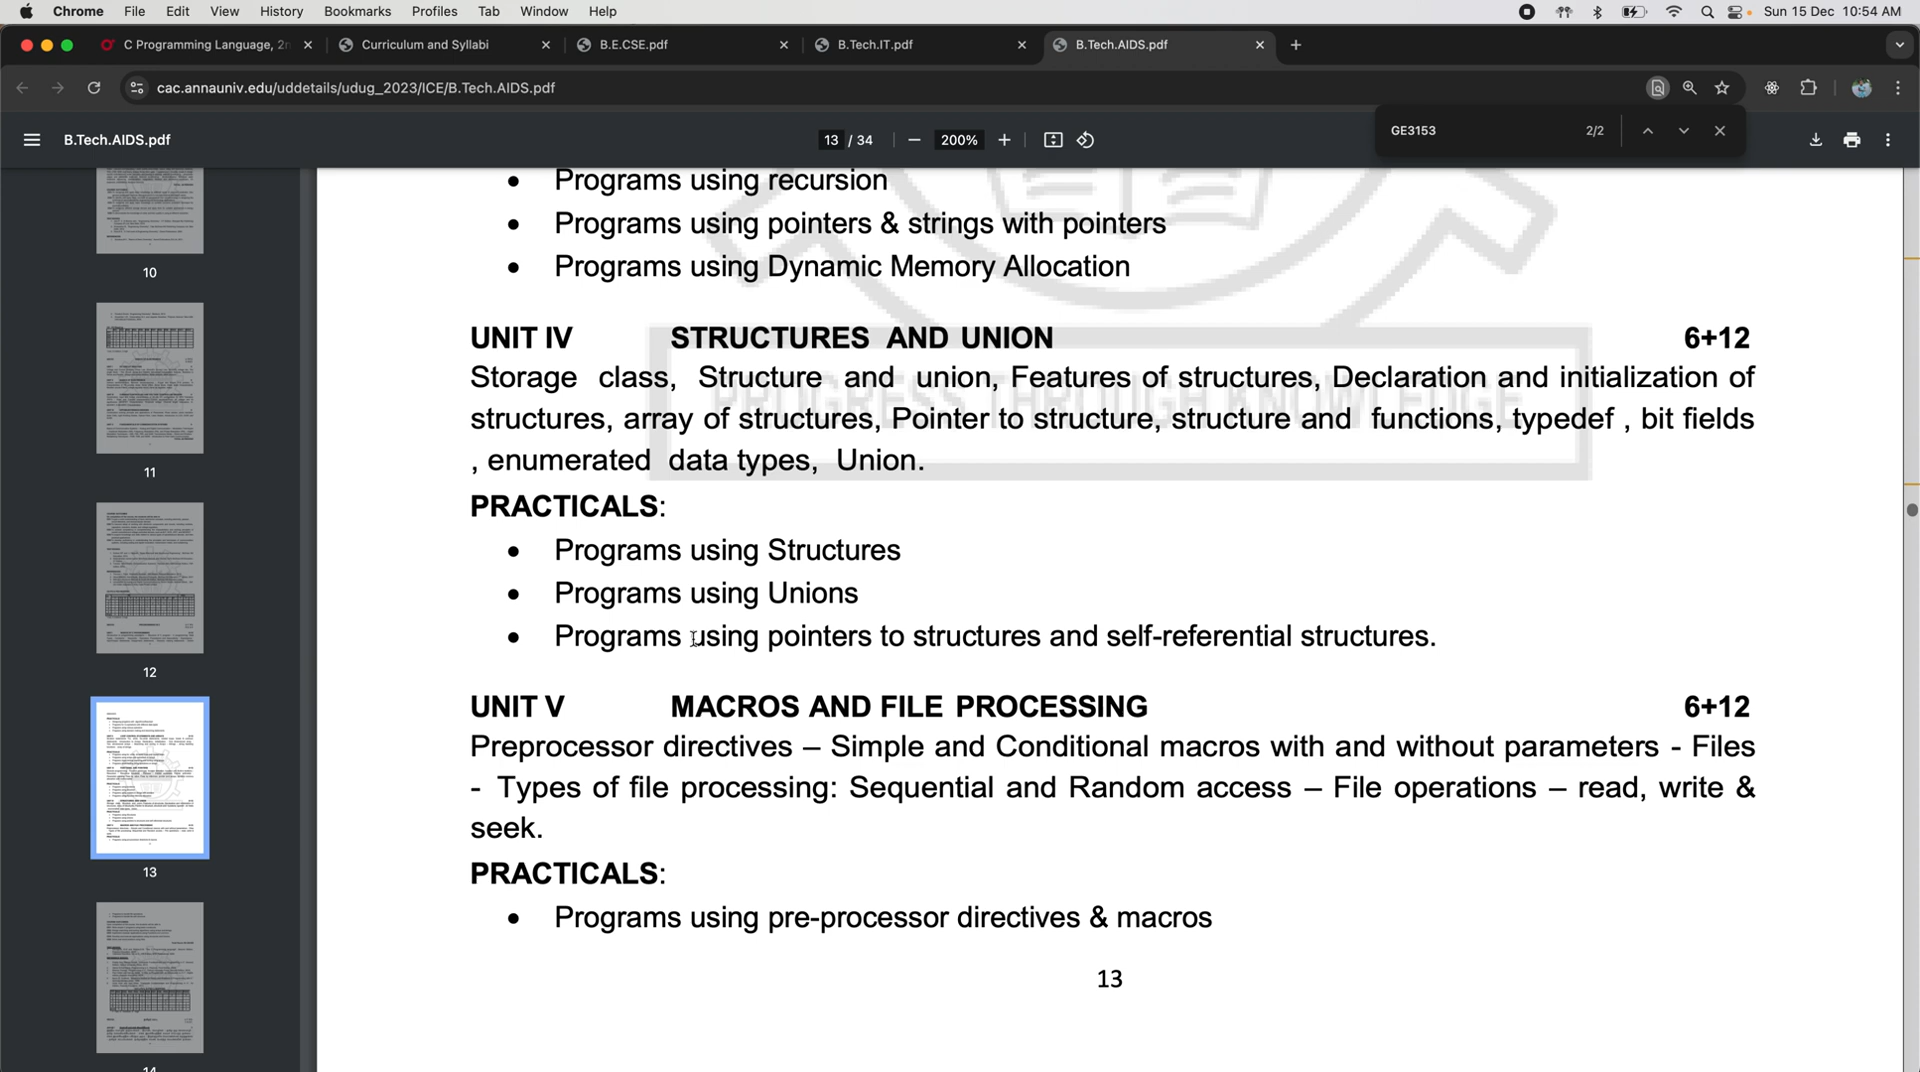 Chrome File Edit View History Bookmarks Profiles Tab Window Help Sun 15 Dec 10:54 AM
C Programming Language, 2n Curriculum and Syllabi B.E.CSE.pdf B.Tech.IT.pdf B.Tech.AIDS.pdf
cac.annauniv.edu/uddetails/udug_2023/ICE/B.Tech.AIDS.pdf
B.Tech.AIDS.pdf 13 / 34 200% GE3153 2/2
10
11
12
13
14
• Programs using recursion
• Programs using pointers & strings with pointers
• Programs using Dynamic Memory Allocation
UNIT IV STRUCTURES AND UNION 6+12
Storage class, Structure and union, Features of structures, Declaration and initialization of
structures, array of structures, Pointer to structure, structure and functions, typedef , bit fields
, enumerated data types, Union.
PROGRESS THROUGH KNOWLEDGE
PRACTICALS:
• Programs using Structures
• Programs using Unions
• Programs using pointers to structures and self-referential structures.
UNIT V MACROS AND FILE PROCESSING 6+12
Preprocessor directives – Simple and Conditional macros with and without parameters - Files
- Types of file processing: Sequential and Random access – File operations – read, write &
seek.
PRACTICALS:
• Programs using pre-processor directives & macros
13